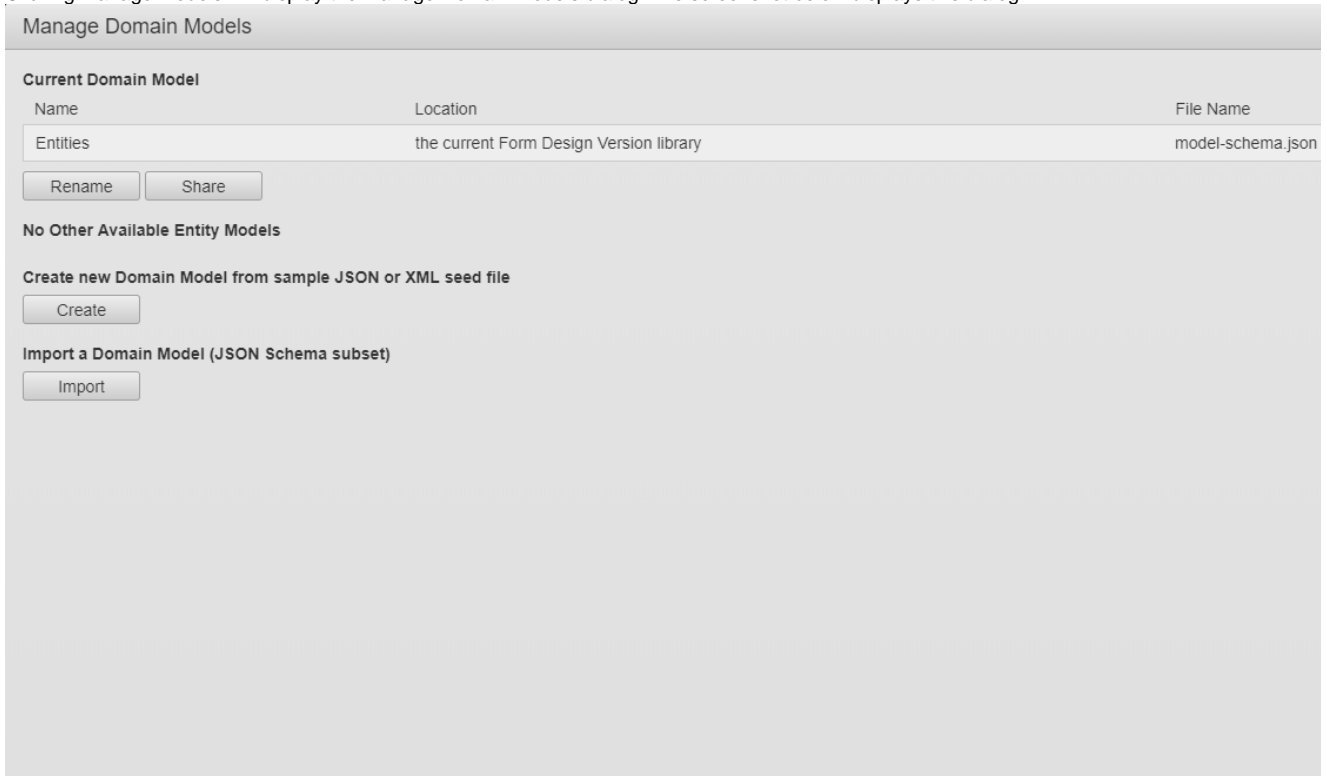 Manage Domain Models
Current Domain Model
Name Location File Name
Entities the current Form Design Version library model-schema.json
Rename Share
No Other Available Entity Models
Create new Domain Model from sample JSON or XML seed file
Create
Import a Domain Model (JSON Schema subset)
Import